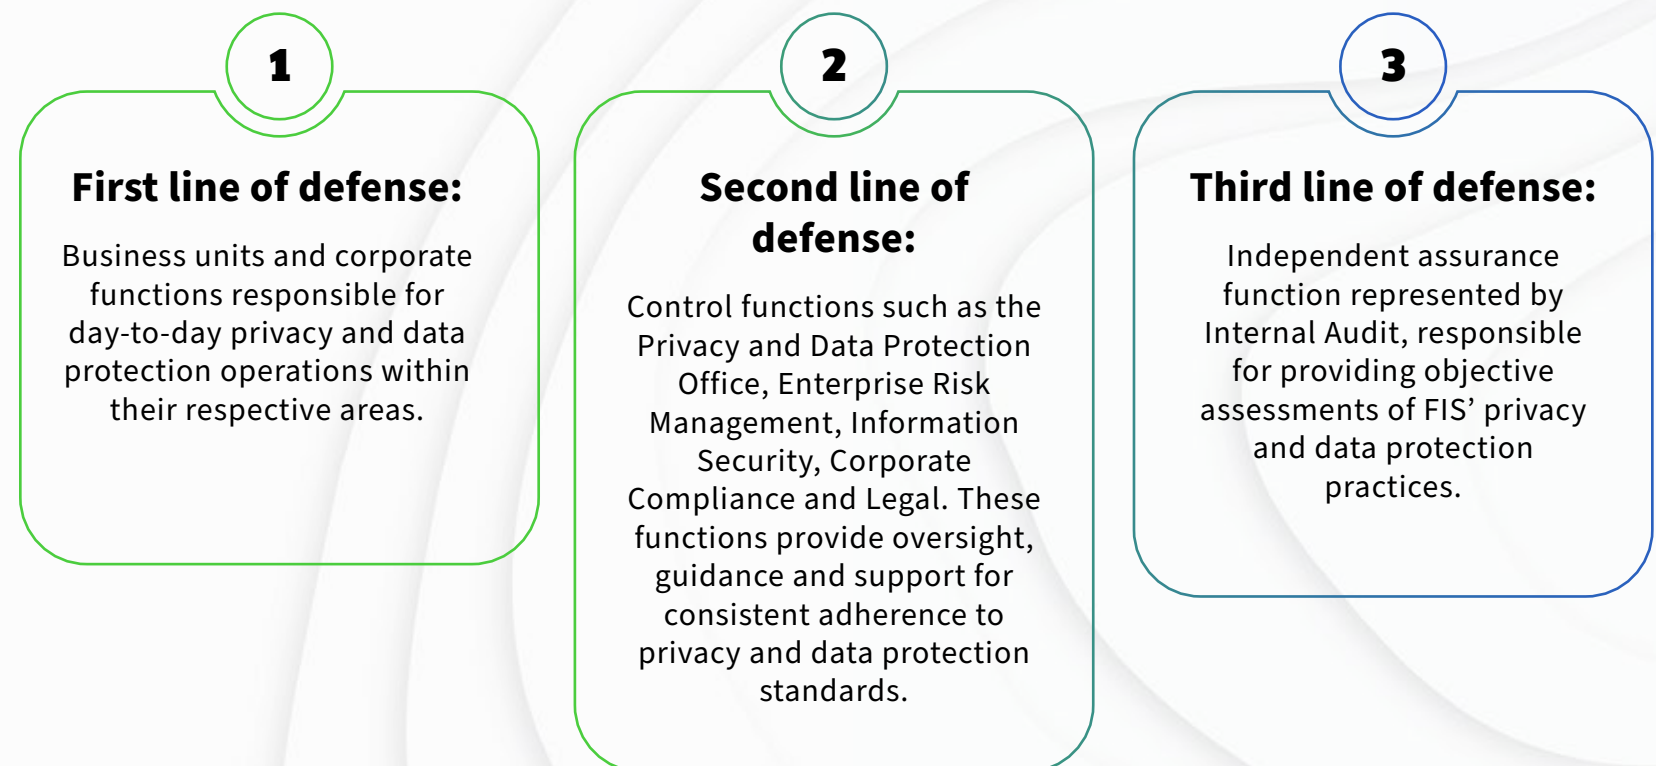 1
First line of defense:
Business units and corporate
functions responsible for
day-to-day privacy and data
protection operations within
their respective areas.
2
Second line of
defense:
Control functions such as the
Privacy and Data Protection
Office, Enterprise Risk
Management, Information
Security, Corporate
Compliance and Legal. These
functions provide oversight,
guidance and support for
consistent adherence to
privacy and data protection
standards.
3
Third line of defense:
Independent assurance
function represented by
Internal Audit, responsible
for providing objective
assessments of FIS’ privacy
and data protection
practices.